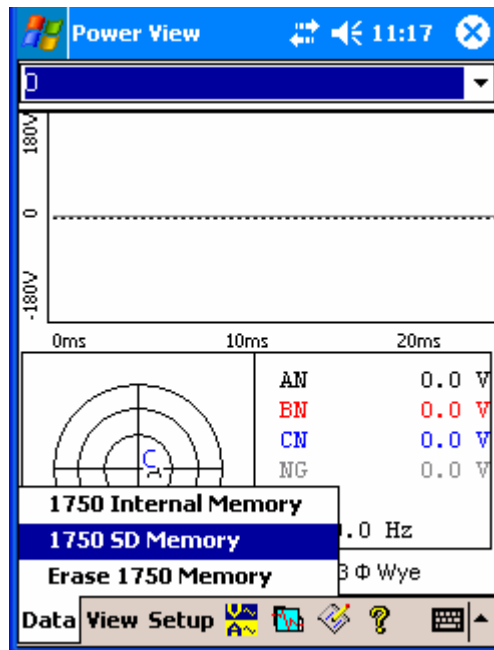 Power View 11:17
0
180V
0
-180V
0ms 10ms 20ms
AN 0.0 V
BN 0.0 V
CN 0.0 V
NG 0.0 V
C
.0 Hz
3 Φ Wye
1750 Internal Memory
1750 SD Memory
Erase 1750 Memory
Data View Setup V A ?